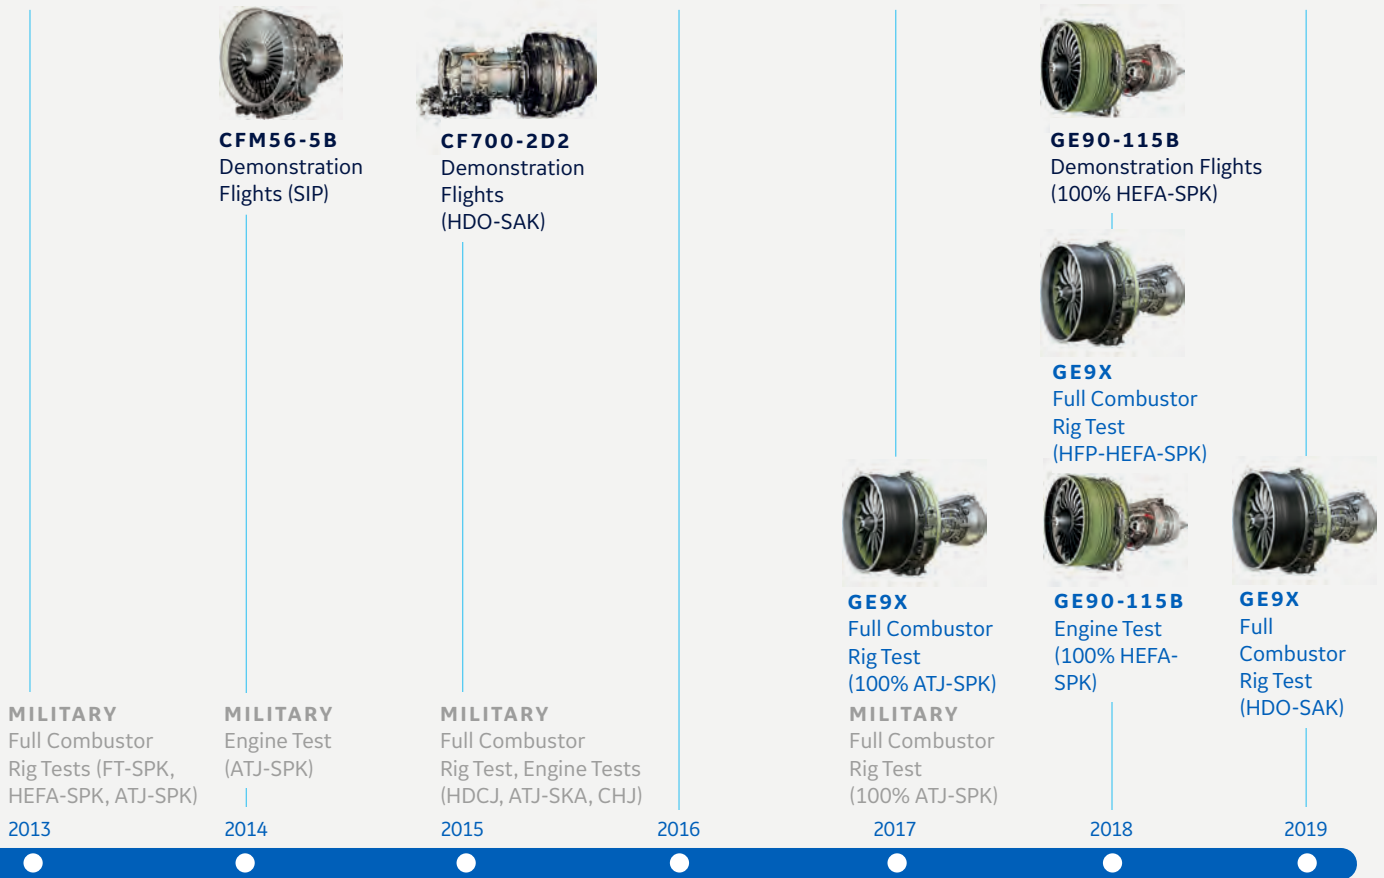 CFM56-5B
Demonstration
Flights (SIP)
CF700-2D2
Demonstration
Flights
(HDO-SAK)
GE90-115B
Demonstration Flights
(100% HEFA-SPK)
GE9X
Full Combustor
Rig Test
(HFP-HEFA-SPK)
GE9X
Full Combustor
Rig Test
(100% ATJ-SPK)
GE90-115B
Engine Test
(100% HEFA-
SPK)
GE9X
Full
Combustor
Rig Test
(HDO-SAK)
MILITARY
Full Combustor
Rig Tests (FT-SPK,
HEFA-SPK, ATJ-SPK)
MILITARY
Engine Test
(ATJ-SPK)
MILITARY
Full Combustor
Rig Test, Engine Tests
(HDCJ, ATJ-SKA, CHJ)
MILITARY
Full Combustor
Rig Test
(100% ATJ-SPK)
2013
2014
2015
2016
2017
2018
2019